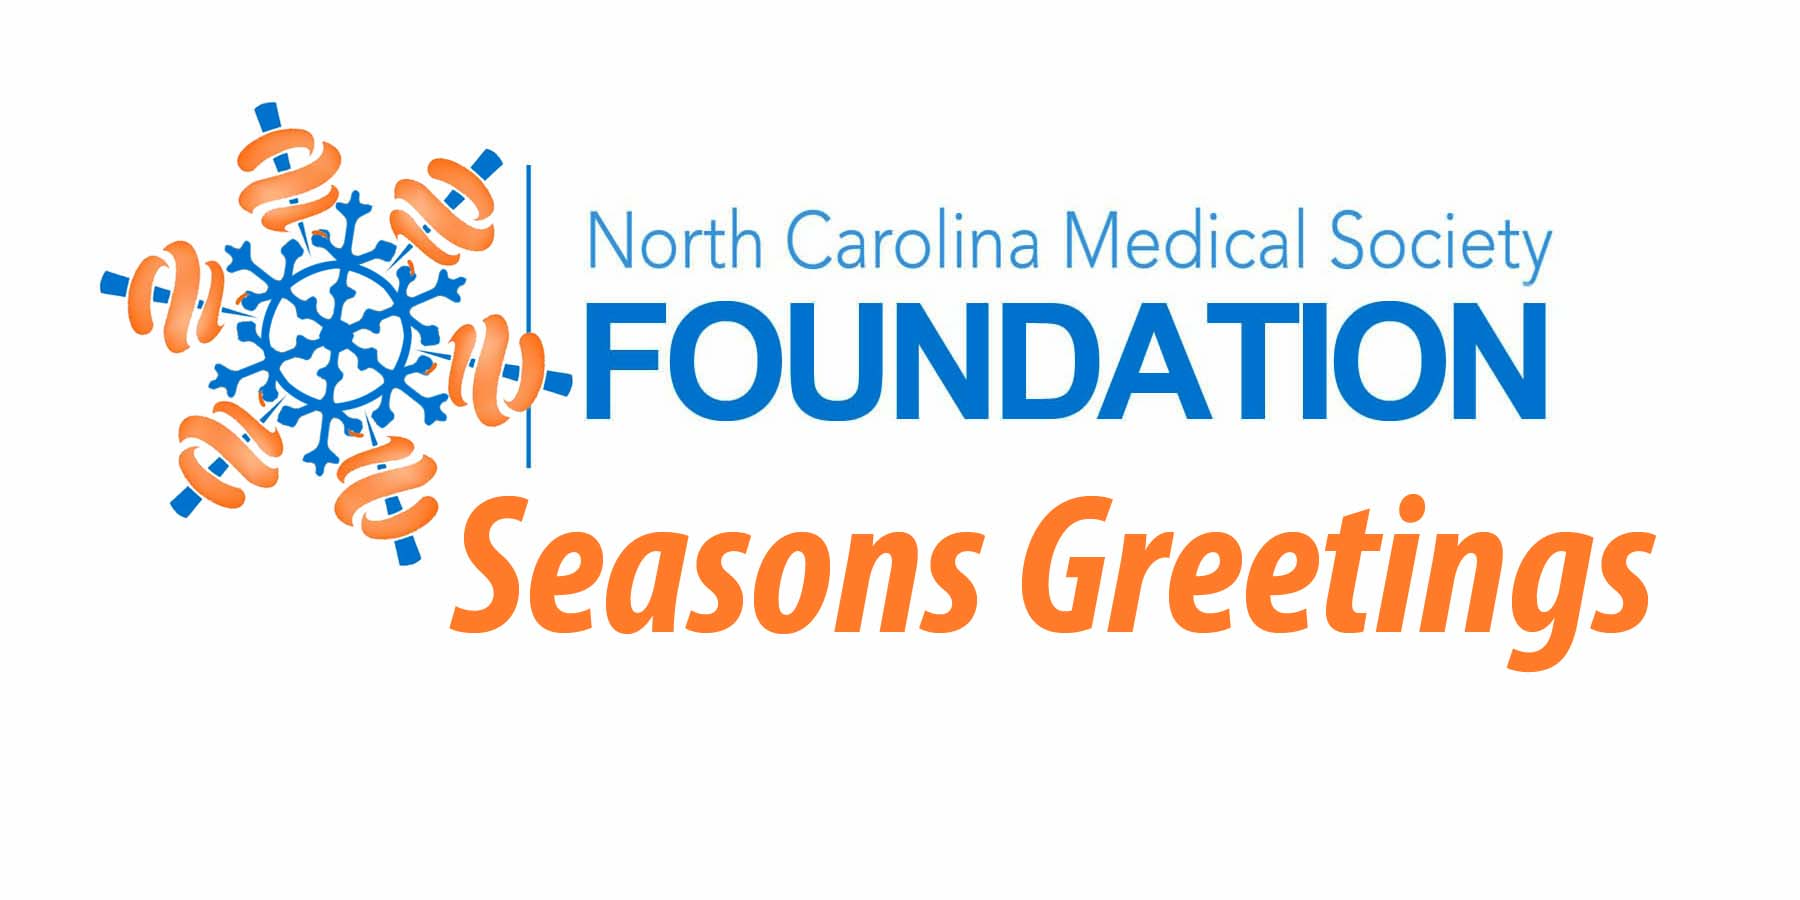 North Carolina Medical Society
FOUNDATION
Seasons Greetings